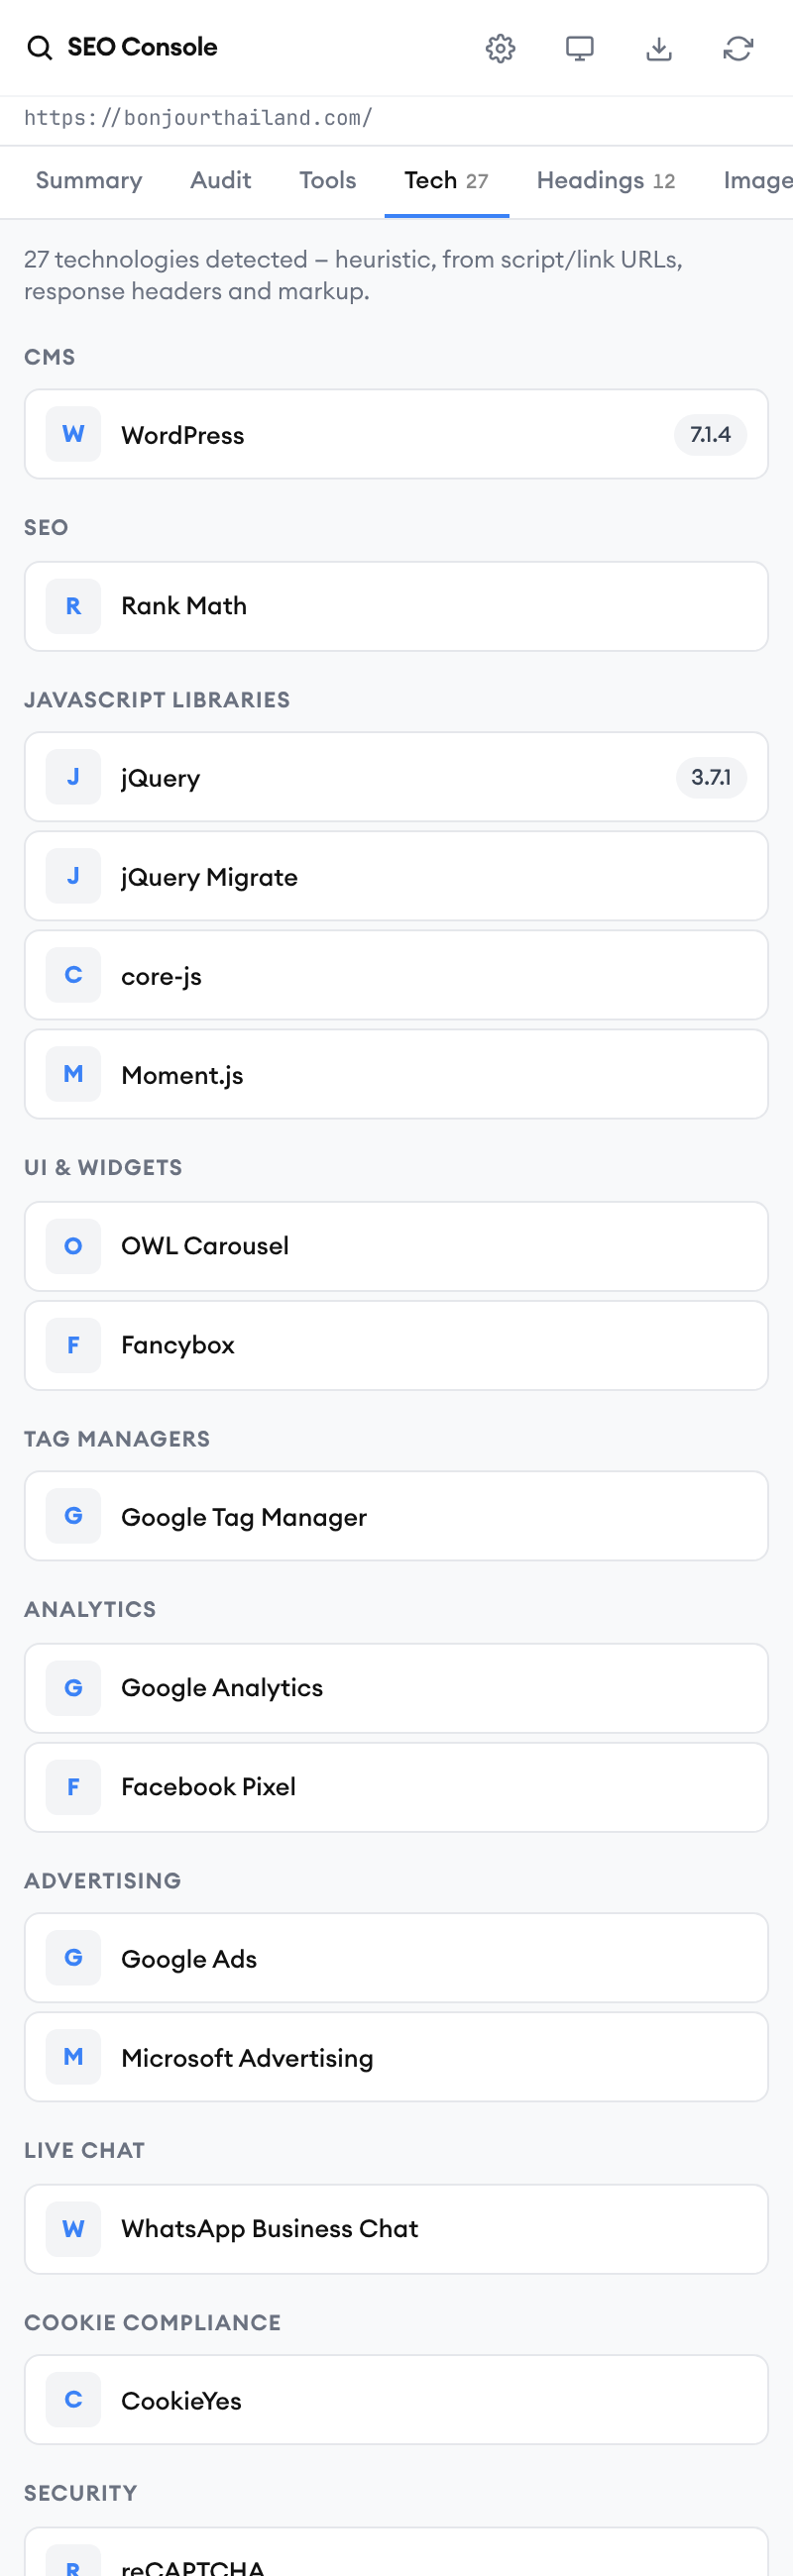 SEO Console
https://bonjourthailand.com/
Summary Audit Tools Tech 27 Headings 12 Image
27 technologies detected – heuristic, from script/link URLs,
response headers and markup.
CMS
W WordPress 7.1.4
SEO
R Rank Math
JAVASCRIPT LIBRARIES
J jQuery 3.7.1
J jQuery Migrate
C core-js
M Moment.js
UI & WIDGETS
O OWL Carousel
F Fancybox
TAG MANAGERS
G Google Tag Manager
ANALYTICS
G Google Analytics
F Facebook Pixel
ADVERTISING
G Google Ads
M Microsoft Advertising
LIVE CHAT
W WhatsApp Business Chat
COOKIE COMPLIANCE
C CookieYes
SECURITY
R reCAPTCHA